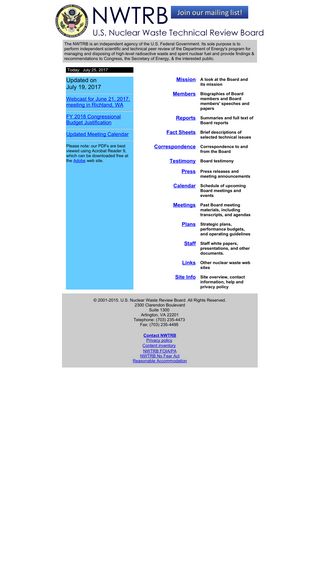 NWTRB
Join our mailing list!
U.S. Nuclear Waste Technical Review Board
The NWTRB is an independent agency of the U.S. Federal Government. Its sole purpose is to
perform independent scientific and technical peer review of the Department of Energy's program for
managing and disposing of high-level radioactive waste and spent nuclear fuel and provide findings &
recommendations to Congress, the Secretary of Energy, & the interested public.
Today: July 25, 2017
Updated on
July 19, 2017
Webcast for June 21, 2017,
meeting in Richland, WA
FY 2018 Congressional
Budget Justification
Updated Meeting Calendar
Please note: our PDFs are best
viewed using Acrobat Reader 9,
which can be downloaded free at
the Adobe web site.
Mission A look at the Board and
its mission
Members Biographies of Board
members and Board
members' speeches and
papers
Reports Summaries and full text of
Board reports
Fact Sheets Brief descriptions of
selected technical issues
Correspondence Correspondence to and
from the Board
Testimony Board testimony
Press Press releases and
meeting announcements
Calendar Schedule of upcoming
Board meetings and
events
Meetings Past Board meeting
materials, including
transcripts, and agendas
Plans Strategic plans,
performance budgets,
and operating guidelines
Staff Staff white papers,
presentations, and other
documents.
Links Other nuclear waste web
sites
Site Info Site overview, contact
information, help and
privacy policy
© 2001-2015. U.S. Nuclear Waste Review Board. All Rights Reserved.
2300 Clarendon Boulevard
Suite 1300
Arlington, VA 22201
Telephone: (703) 235-4473
Fax: (703) 235-4495
Contact NWTRB
Privacy policy
Content inventory
NWTRB FOIA/PA
NWTRB No Fear Act
Reasonable Accommodation